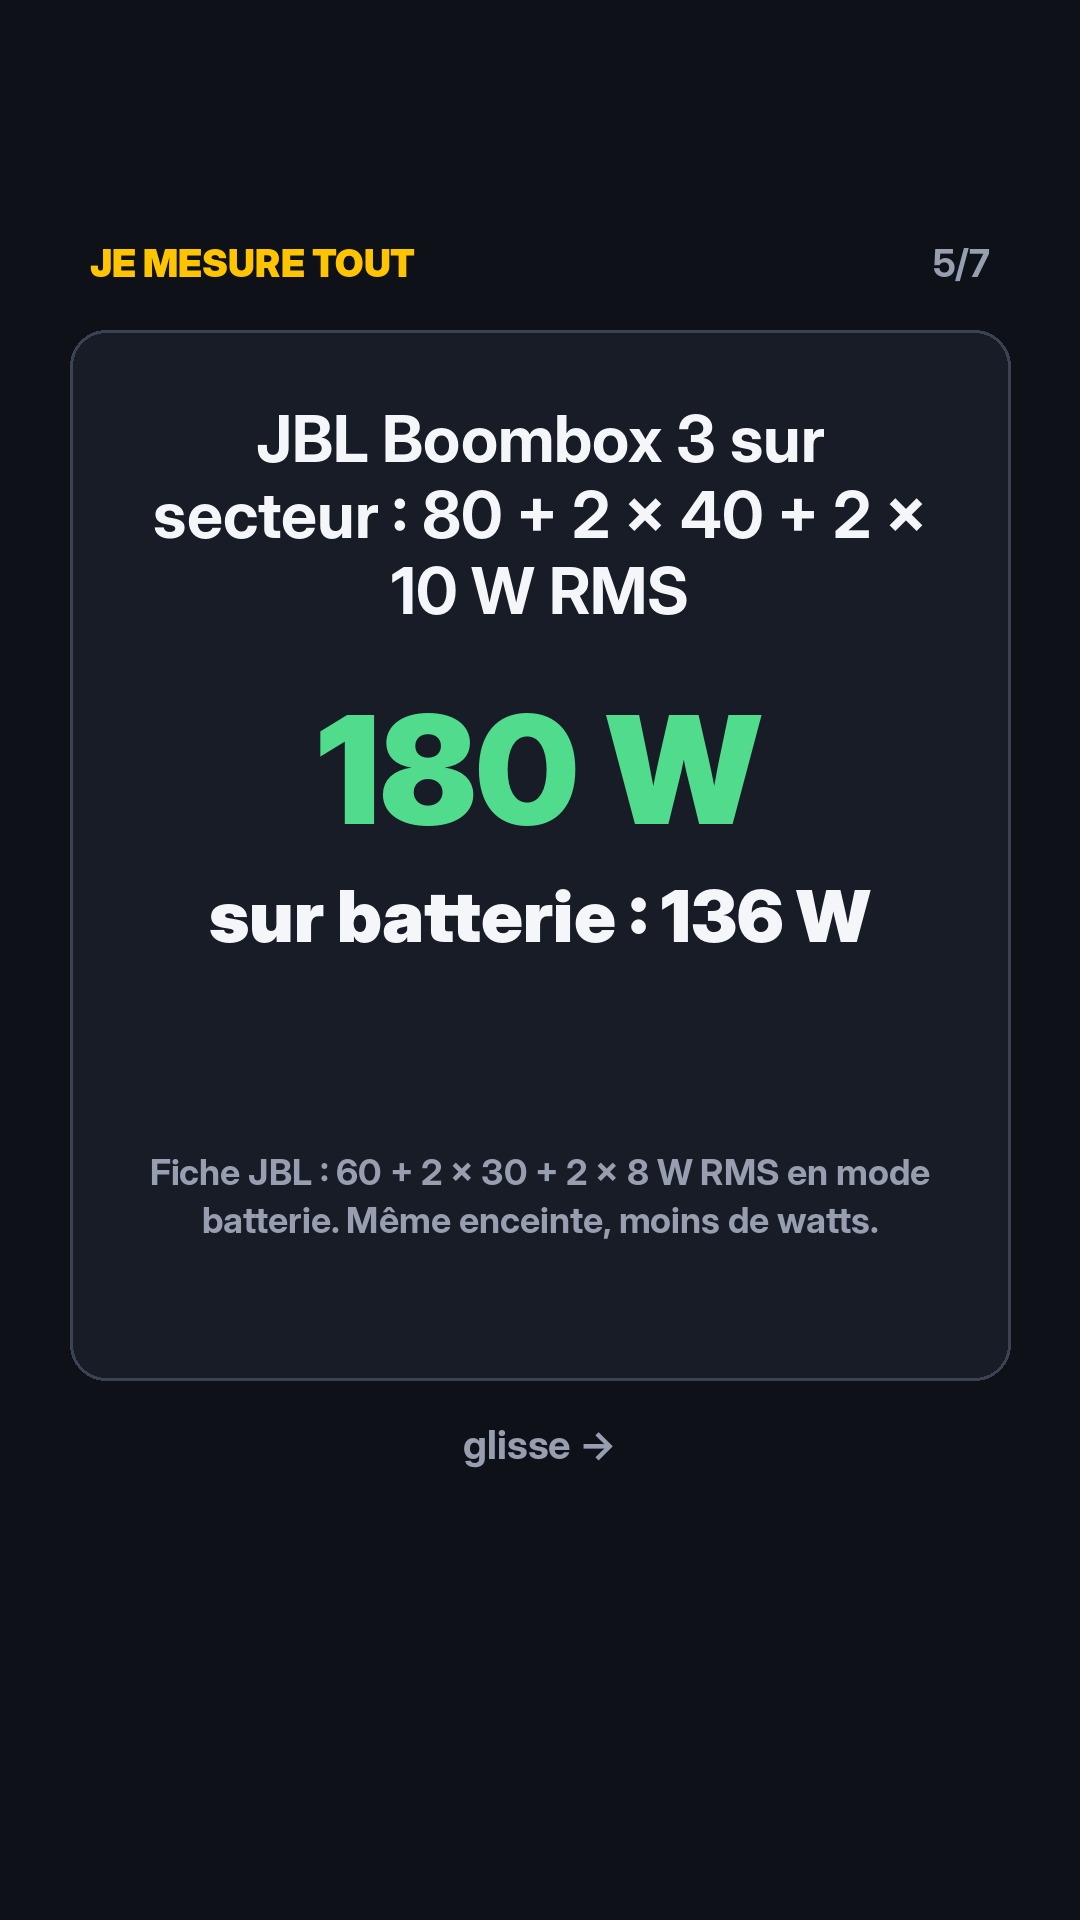 JE MESURE TOUT
5/7
JBL Boombox 3 sur
secteur : 80 + 2 × 40 + 2 ×
10 W RMS
180 W
sur batterie : 136 W
Fiche JBL : 60 + 2 × 30 + 2 × 8 W RMS en mode
batterie. Même enceinte, moins de watts.
glisse →